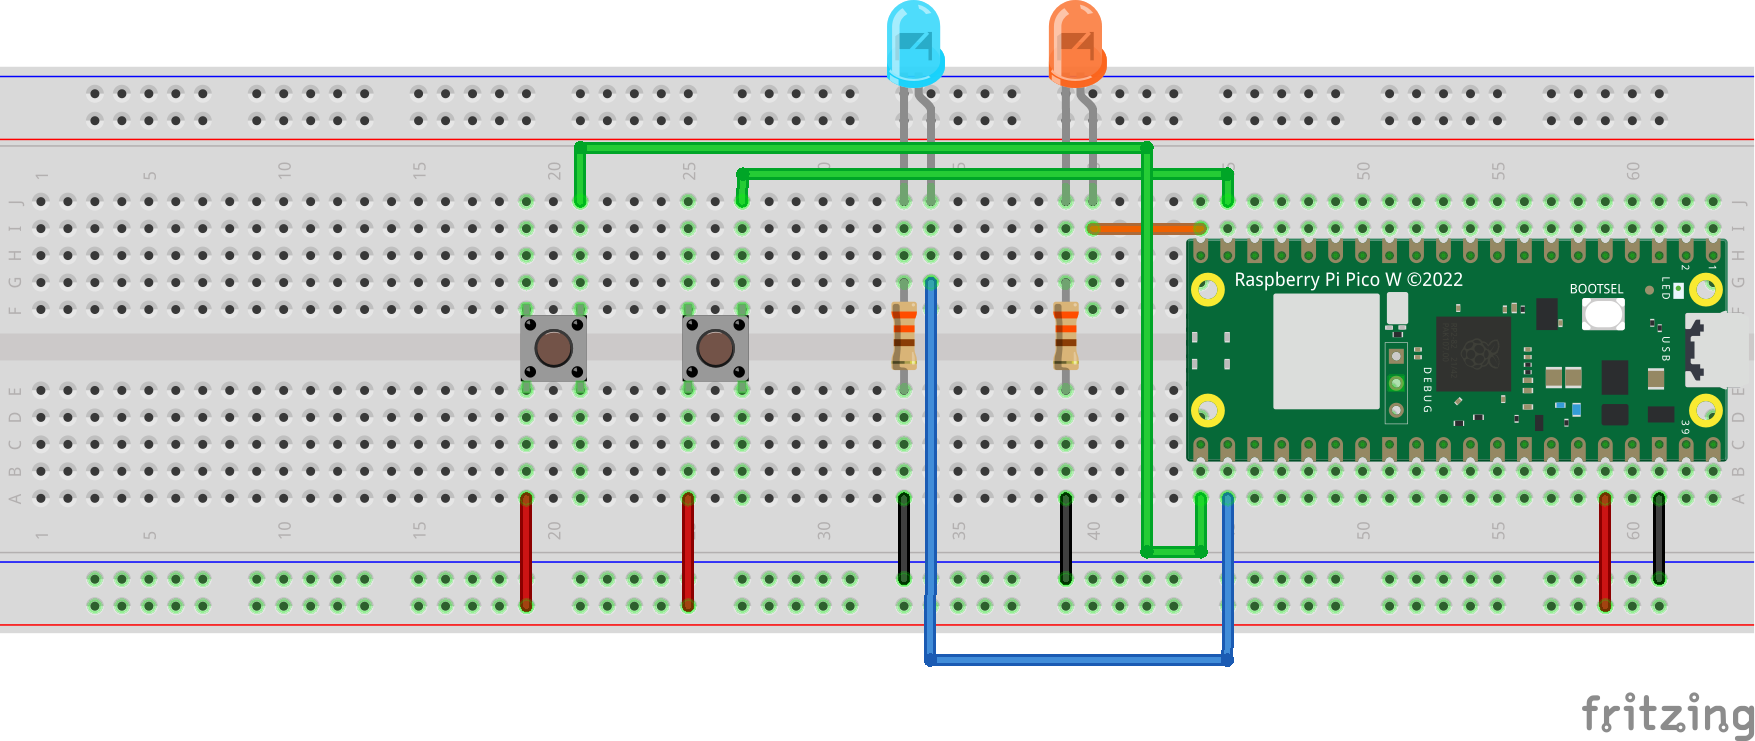 1 5 10 15 20 25 30 35 40 45 50 55 60
J J
I I
H H
G G
F F
Raspberry Pi Pico W ©2022
BOOTSEL
LED
2 1
USB
DEBUG
39
E E
D D
C C
B B
A A
1 5 10 15 20 25 30 35 40 45 50 55 60
fritzing